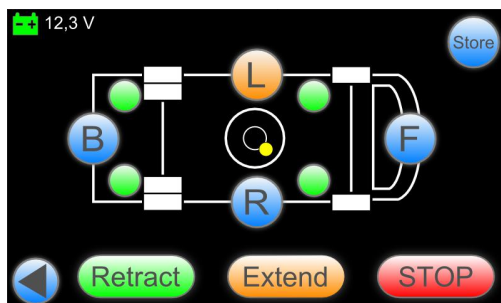 12,3 V
Store
L
B
F
R
Retract
Extend
STOP